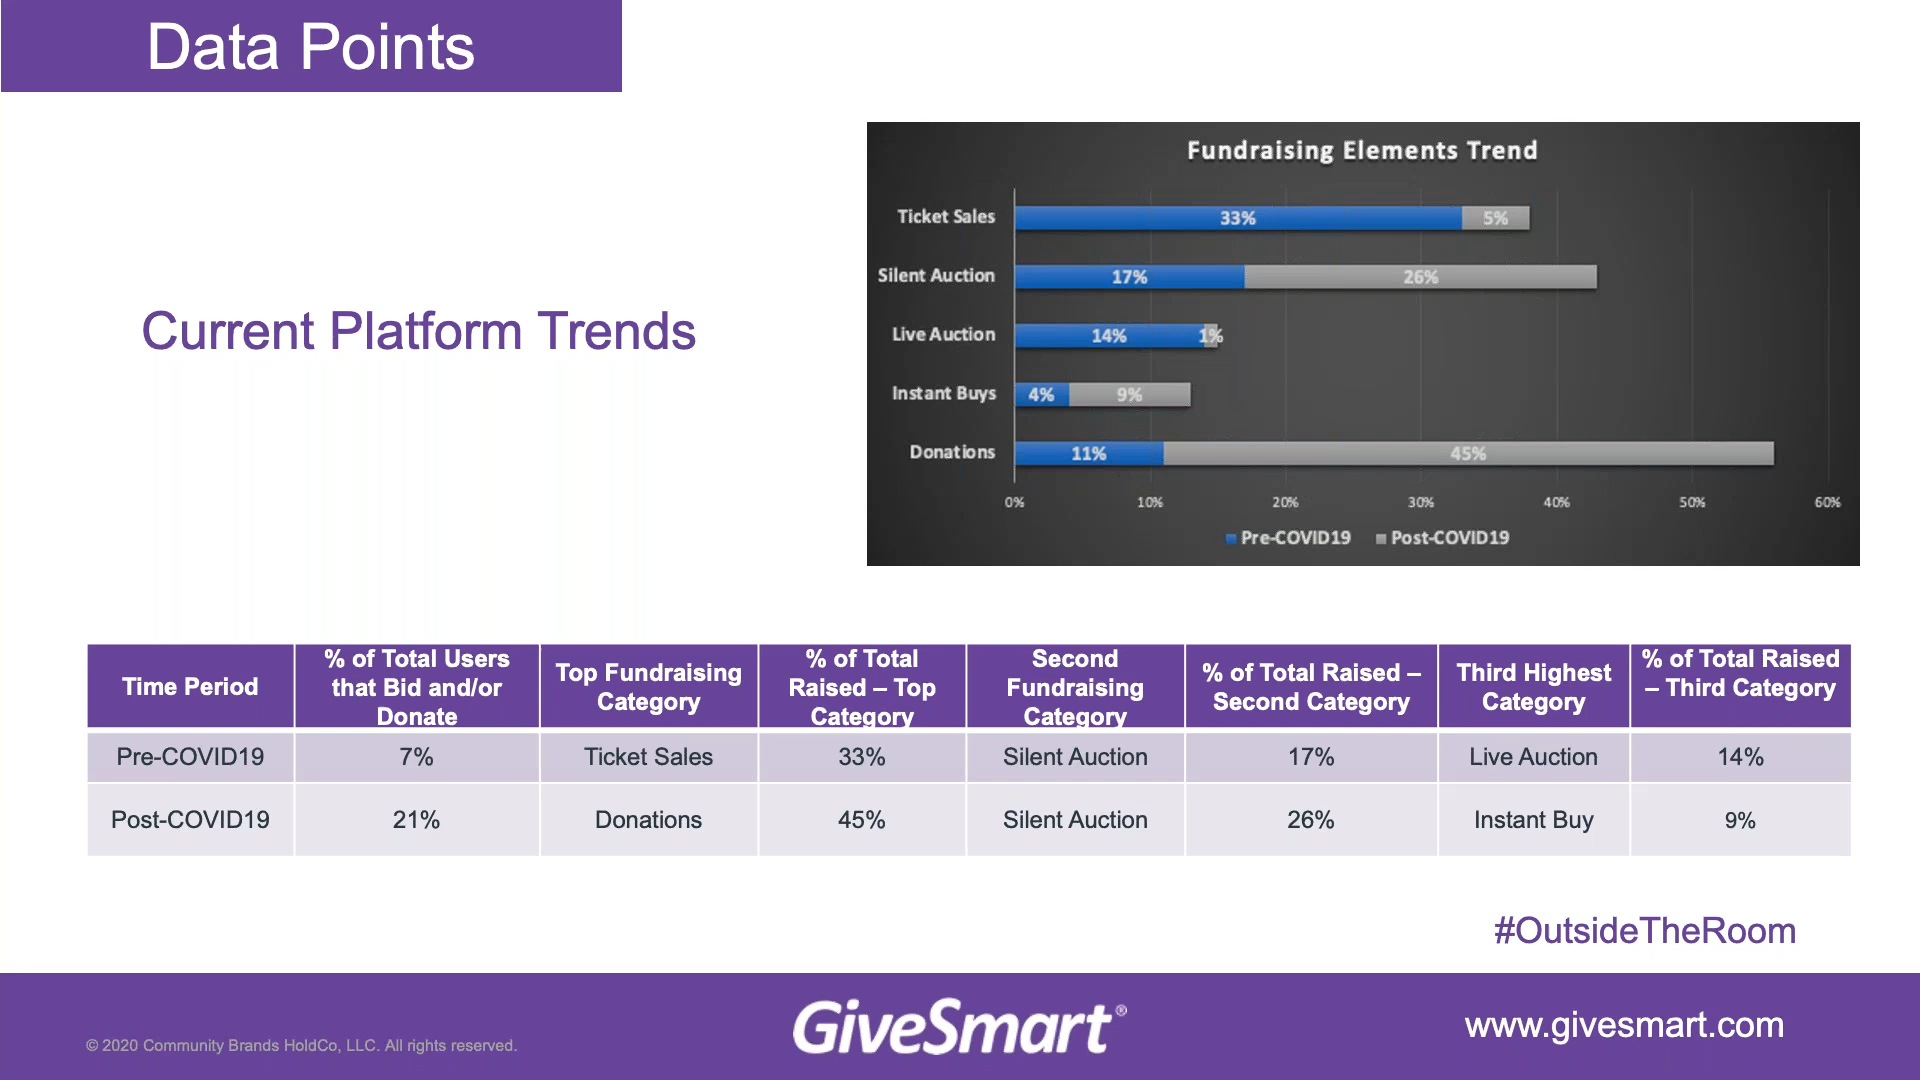 Data Points
Current Platform Trends
Fundraising Elements Trend
Ticket Sales 33% 5%
Silent Auction 17% 26%
Live Auction 14% 1%
Instant Buys 4% 9%
Donations 11% 45%
0% 10% 20% 30% 40% 50% 60%
Pre-COVID19 Post-COVID19
Time Period
% of Total Users
that Bid and/or
Donate
Top Fundraising
Category
% of Total
Raised – Top
Category
Second
Fundraising
Category
% of Total Raised –
Second Category
Third Highest
Category
% of Total Raised
– Third Category
Pre-COVID19 7% Ticket Sales 33% Silent Auction 17% Live Auction 14%
Post-COVID19 21% Donations 45% Silent Auction 26% Instant Buy 9%
#OutsideTheRoom
© 2020 Community Brands HoldCo, LLC. All rights reserved.
GiveSmart®
www.givesmart.com